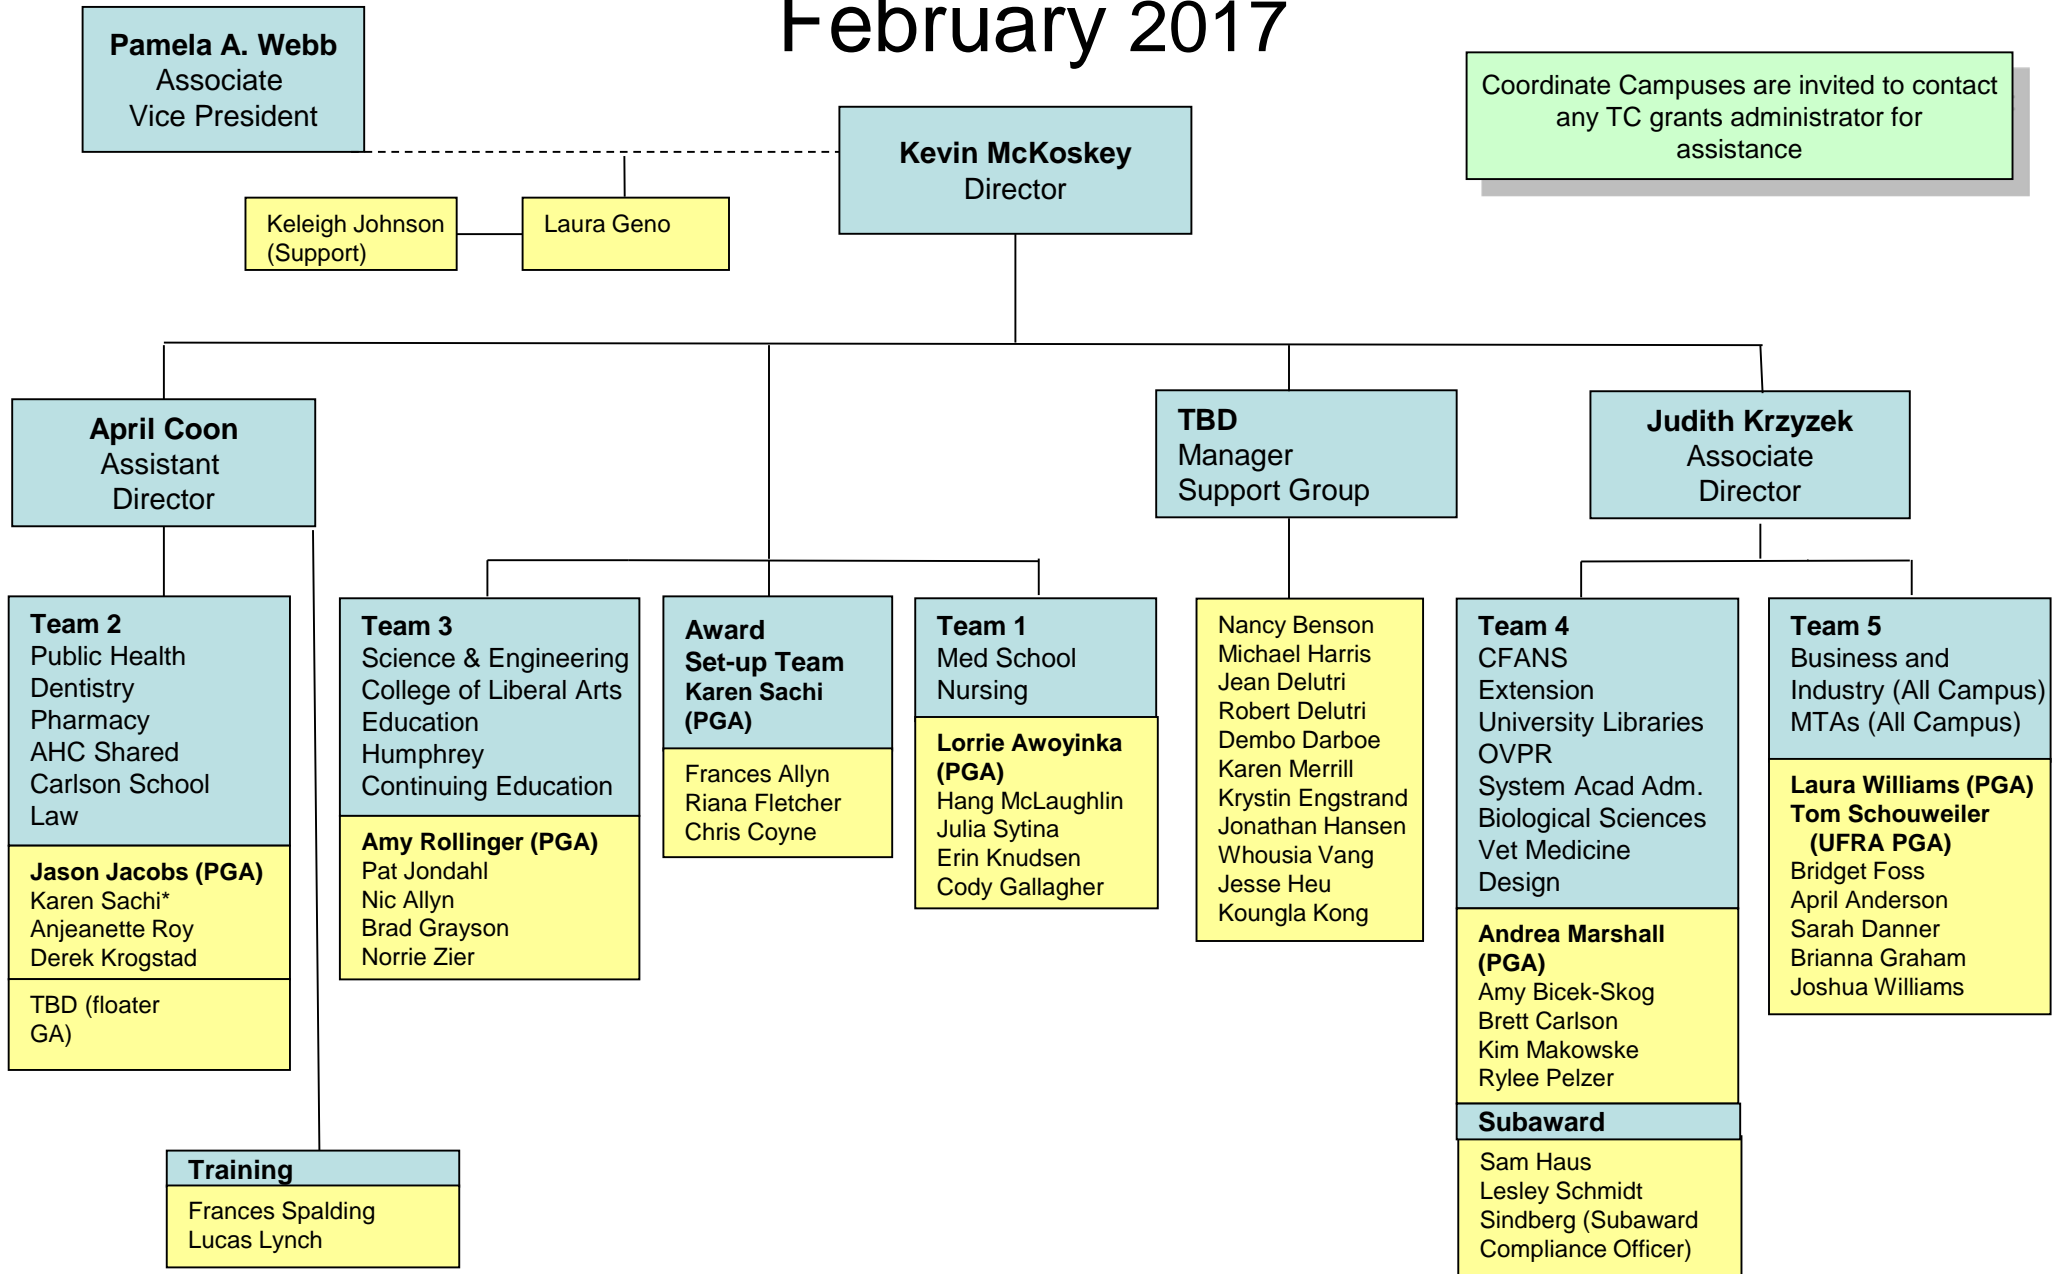 February 2017
Pamela A. Webb
Associate
Vice President
Kevin McKoskey
Director
Coordinate Campuses are invited to contact
any TC grants administrator for
assistance
Keleigh Johnson
(Support)
Laura Geno
April Coon
Assistant
Director
TBD
Manager
Support Group
Judith Krzyzek
Associate
Director
Team 2
Public Health
Dentistry
Pharmacy
AHC Shared
Carlson School
Law
Jason Jacobs (PGA)
Karen Sachi*
Anjeanette Roy
Derek Krogstad
TBD (floater
GA)
Training
Frances Spalding
Lucas Lynch
Team 3
Science & Engineering
College of Liberal Arts
Education
Humphrey
Continuing Education
Amy Rollinger (PGA)
Pat Jondahl
Nic Allyn
Brad Grayson
Norrie Zier
Award
Set-up Team
Karen Sachi
(PGA)
Frances Allyn
Riana Fletcher
Chris Coyne
Team 1
Med School
Nursing
Lorrie Awoyinka
(PGA)
Hang McLaughlin
Julia Sytina
Erin Knudsen
Cody Gallagher
Nancy Benson
Michael Harris
Jean Delutri
Robert Delutri
Dembo Darboe
Karen Merrill
Krystin Engstrand
Jonathan Hansen
Whousia Vang
Jesse Heu
Koungla Kong
Team 4
CFANS
Extension
University Libraries
OVPR
System Acad Adm.
Biological Sciences
Vet Medicine
Design
Andrea Marshall
(PGA)
Amy Bicek-Skog
Brett Carlson
Kim Makowske
Rylee Pelzer
Subaward
Sam Haus
Lesley Schmidt
Sindberg (Subaward
Compliance Officer)
Team 5
Business and
Industry (All Campus)
MTAs (All Campus)
Laura Williams (PGA)
Tom Schouweiler
(UFRA PGA)
Bridget Foss
April Anderson
Sarah Danner
Brianna Graham
Joshua Williams